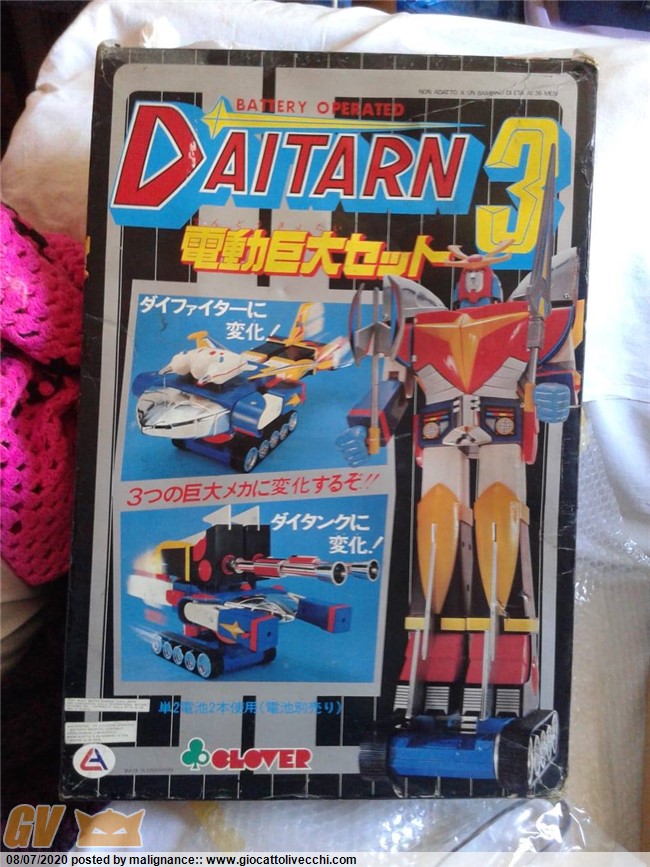 NON ADATTO A UN BAMBINO DI ETA' AI 36 MESI
BATTERY OPERATED
DAITARN 3
電動巨大セット
ダイファイターに
変化!
3つの巨大メカに変化するぞ!!
ダイタンクに
変化!
単2電池2本使用(電池別売り)
CLOVER
GV
08/07/2020 posted by malignance:: www.giocattolivecchi.com